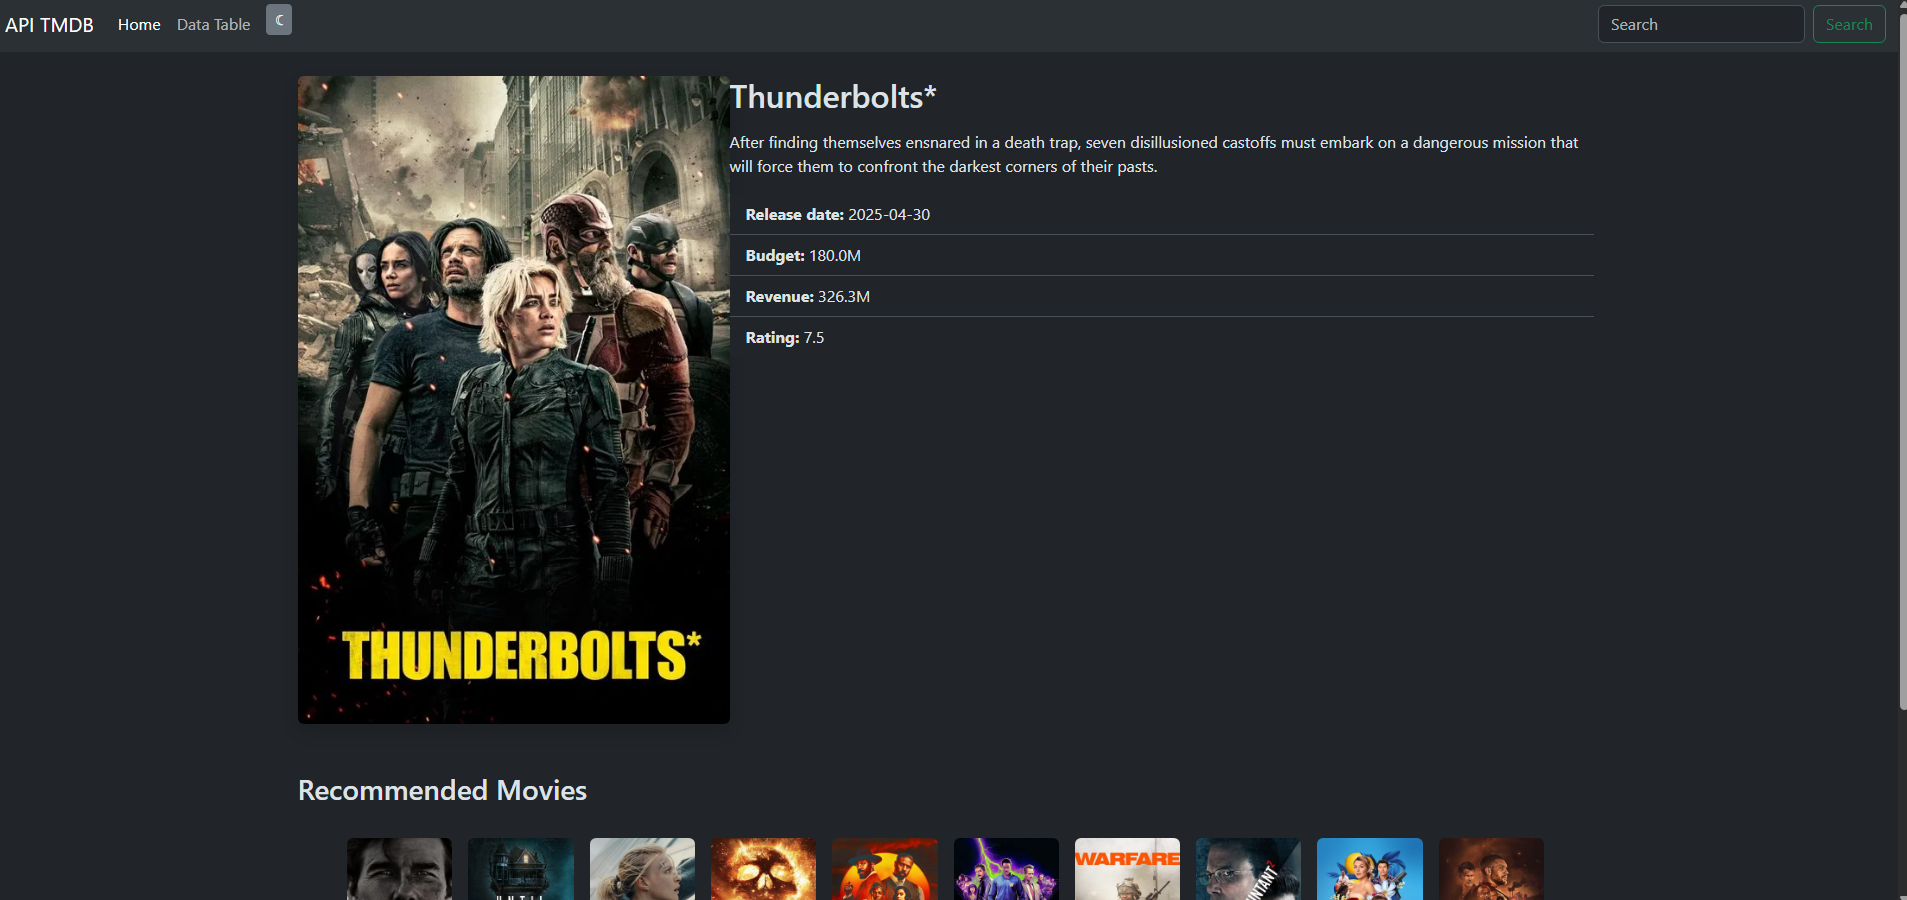 API TMDB Home Data Table Search Search
Thunderbolts*
After finding themselves ensnared in a death trap, seven disillusioned castoffs must embark on a dangerous mission that
will force them to confront the darkest corners of their pasts.
Release date: 2025-04-30
Budget: 180.0M
Revenue: 326.3M
Rating: 7.5
THUNDERBOLTS*
Recommended Movies
WARFARE